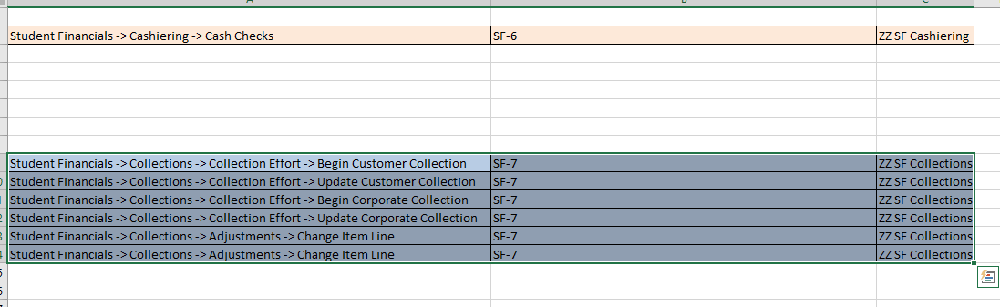 Student Financials -> Cashiering -> Cash Checks SF-6 ZZ SF Cashiering
Student Financials -> Collections -> Collection Effort -> Begin Customer Collection SF-7 ZZ SF Collections
Student Financials -> Collections -> Collection Effort -> Update Customer Collection SF-7 ZZ SF Collections
Student Financials -> Collections -> Collection Effort -> Begin Corporate Collection SF-7 ZZ SF Collections
Student Financials -> Collections -> Collection Effort -> Update Corporate Collection SF-7 ZZ SF Collections
Student Financials -> Collections -> Adjustments -> Change Item Line SF-7 ZZ SF Collections
Student Financials -> Collections -> Adjustments -> Change Item Line SF-7 ZZ SF Collections